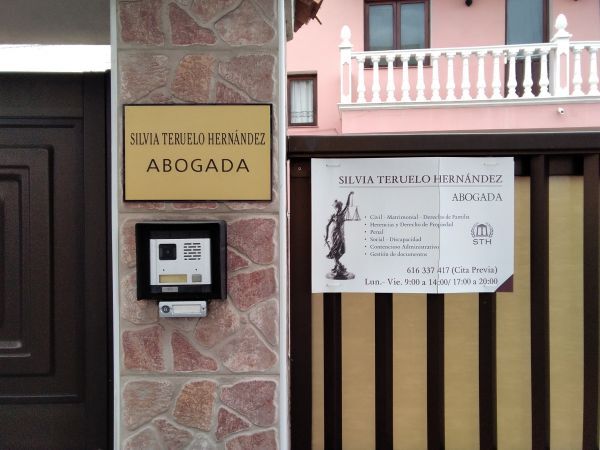 SILVIA TERUELO HERNÁNDEZ
ABOGADA
SILVIA TERUELO HERNÁNDEZ
ABOGADA
• Civil - Matrimonial - Derecho de Familia
• Herencias y Derecho de Propiedad
• Penal
• Social - Discapacidad
• Contencioso Administrativo
• Gestión de documentos
STH
616 337 417 (Cita Previa)
Lun.- Vie. 9:00 a 14:00/ 17:00 a 20:00